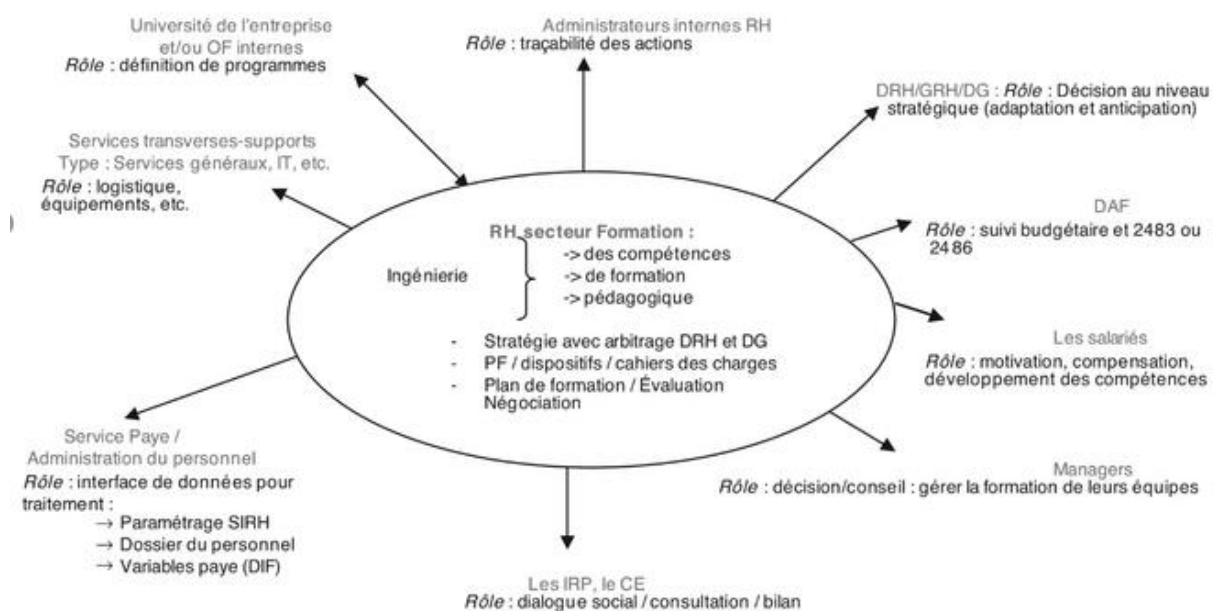 Université de l'entreprise
et/ou OF internes
Rôle : définition de programmes
Administrateurs internes RH
Rôle : traçabilité des actions
DRH/GRH/DG : Rôle : Décision au niveau
stratégique (adaptation et anticipation)
Services transverses-supports
Type : Services généraux, IT, etc.
Rôle : logistique,
équipements, etc.
DAF
Rôle : suivi budgétaire et 2483 ou
2486
RH secteur Formation :
Ingénierie
-> des compétences
-> de formation
-> pédagogique
- Stratégie avec arbitrage DRH et DG
- PF / dispositifs / cahiers des charges
- Plan de formation / Évaluation
Négociation
Les salariés
Rôle : motivation, compensation,
développement des compétences
Service Paye /
Administration du personnel
Rôle : interface de données pour
traitement :
→ Paramétrage SIRH
→ Dossier du personnel
→ Variables paye (DIF)
Managers
Rôle : décision/conseil : gérer la formation de leurs équipes
Les IRP, le CE
Rôle : dialogue social / consultation / bilan